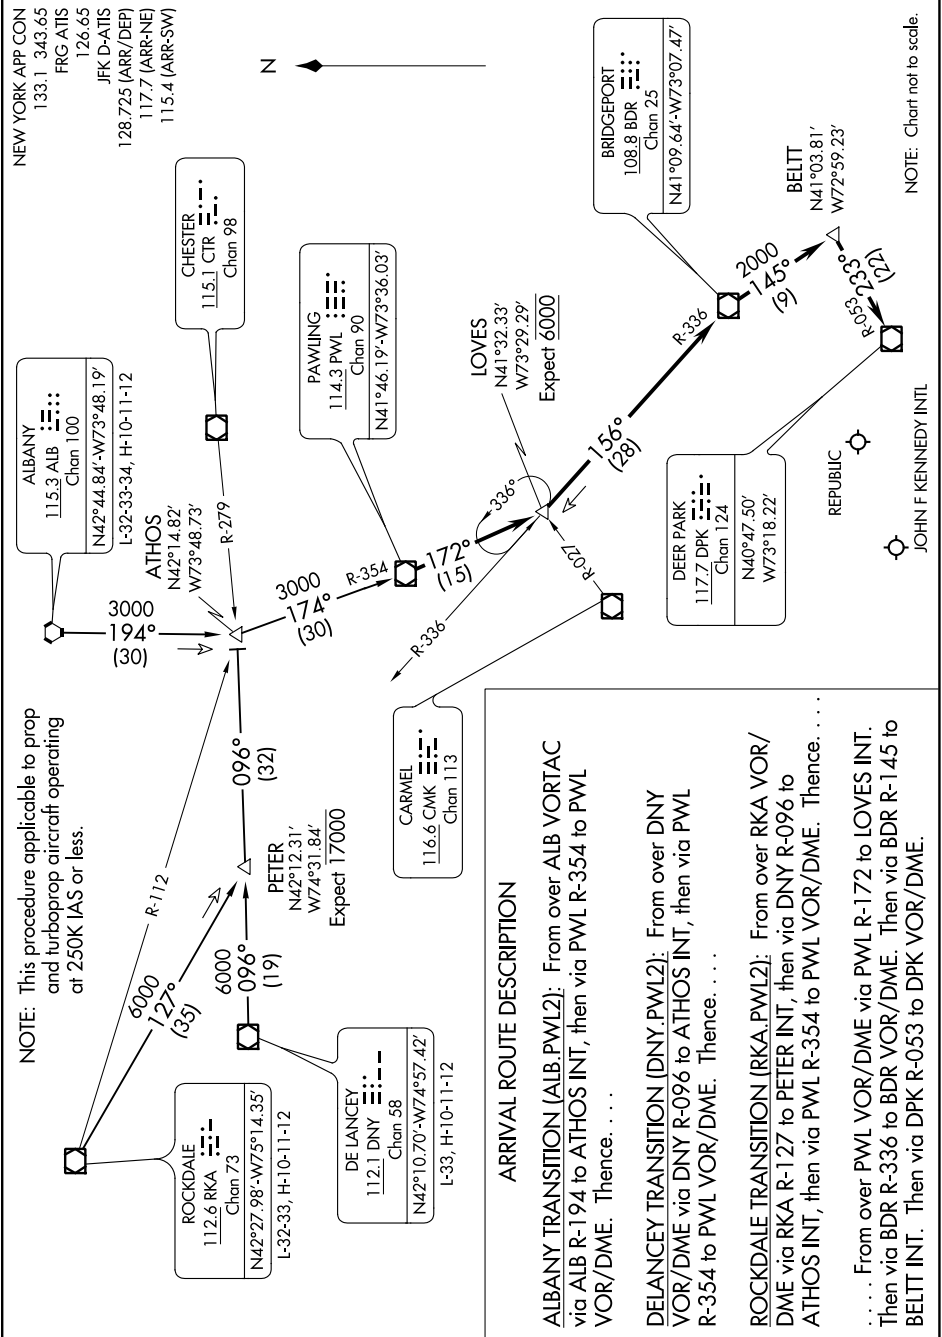 NEW YORK APP CON
133.1 343.65
FRG ATIS
126.65
JFK D-ATIS
128.725 (ARR/DEP)
117.7 (ARR-NE)
115.4 (ARR-SW)
N
NOTE: This procedure applicable to prop
and turboprop aircraft operating
at 250K IAS or less.
ALBANY
115.3 ALB
Chan 100
N42°44.84'-W73°48.19'
L-32-33-34, H-10-11-12
CHESTER
115.1 CTR
Chan 98
ROCKDALE
112.6 RKA
Chan 73
N42°27.98'-W75°14.35'
L-32-33, H-10-11-12
R-112
6000
127°
(35)
DE LANCEY
112.1 DNY
Chan 58
N42°10.70'-W74°57.42'
L-33, H-10-11-12
6000
096°
(19)
PETER
N42°12.31'
W74°31.84'
Expect 17000
096°
(32)
3000
194°
(30)
ATHOS
N42°14.82'
W73°48.73'
R-279
3000
174°
(30)
R-354
PAWLING
114.3 PWL
Chan 90
N41°46.19'-W73°36.03'
172°
(15)
336°
R-336
R-027
CARMEL
116.6 CMK
Chan 113
LOVES
N41°32.33'
W73°29.29'
Expect 6000
156°
(28)
R-336
BRIDGEPORT
108.8 BDR
Chan 25
N41°09.64'-W73°07.47'
2000
145°
(9)
BELTT
N41°03.81'
W72°59.23'
R-053
233°
(22)
DEER PARK
117.7 DPK
Chan 124
N40°47.50'
W73°18.22'
REPUBLIC
JOHN F KENNEDY INTL
NOTE: Chart not to scale.
ARRIVAL ROUTE DESCRIPTION
ALBANY TRANSITION (ALB.PWL2): From over ALB VORTAC
via ALB R-194 to ATHOS INT, then via PWL R-354 to PWL
VOR/DME. Thence. . . .
DELANCEY TRANSITION (DNY.PWL2): From over DNY
VOR/DME via DNY R-096 to ATHOS INT, then via PWL
R-354 to PWL VOR/DME. Thence. . . .
ROCKDALE TRANSITION (RKA.PWL2): From over RKA VOR/
DME via RKA R-127 to PETER INT, then via DNY R-096 to
ATHOS INT, then via PWL R-354 to PWL VOR/DME. Thence. . . .
. . . . From over PWL VOR/DME via PWL R-172 to LOVES INT.
Then via BDR R-336 to BDR VOR/DME. Then via BDR R-145 to
BELTT INT. Then via DPK R-053 to DPK VOR/DME.